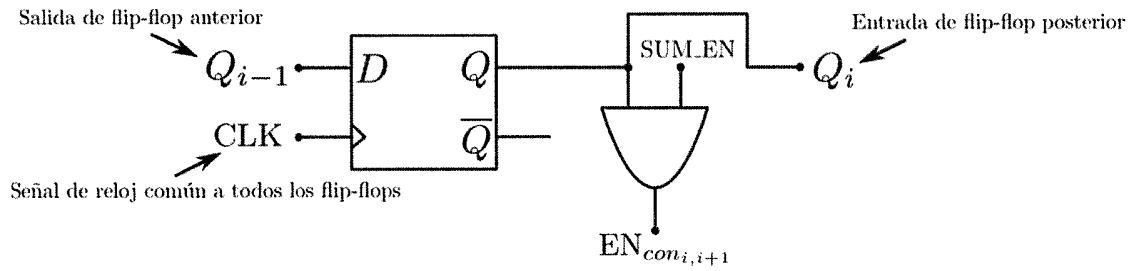 Salida de flip-flop anterior
Entrada de flip-flop posterior
SUM_EN
Q_{i-1} D Q Q_i
CLK \overline{Q}
Señal de reloj común a todos los flip-flops
EN_{con_{i,i+1}}